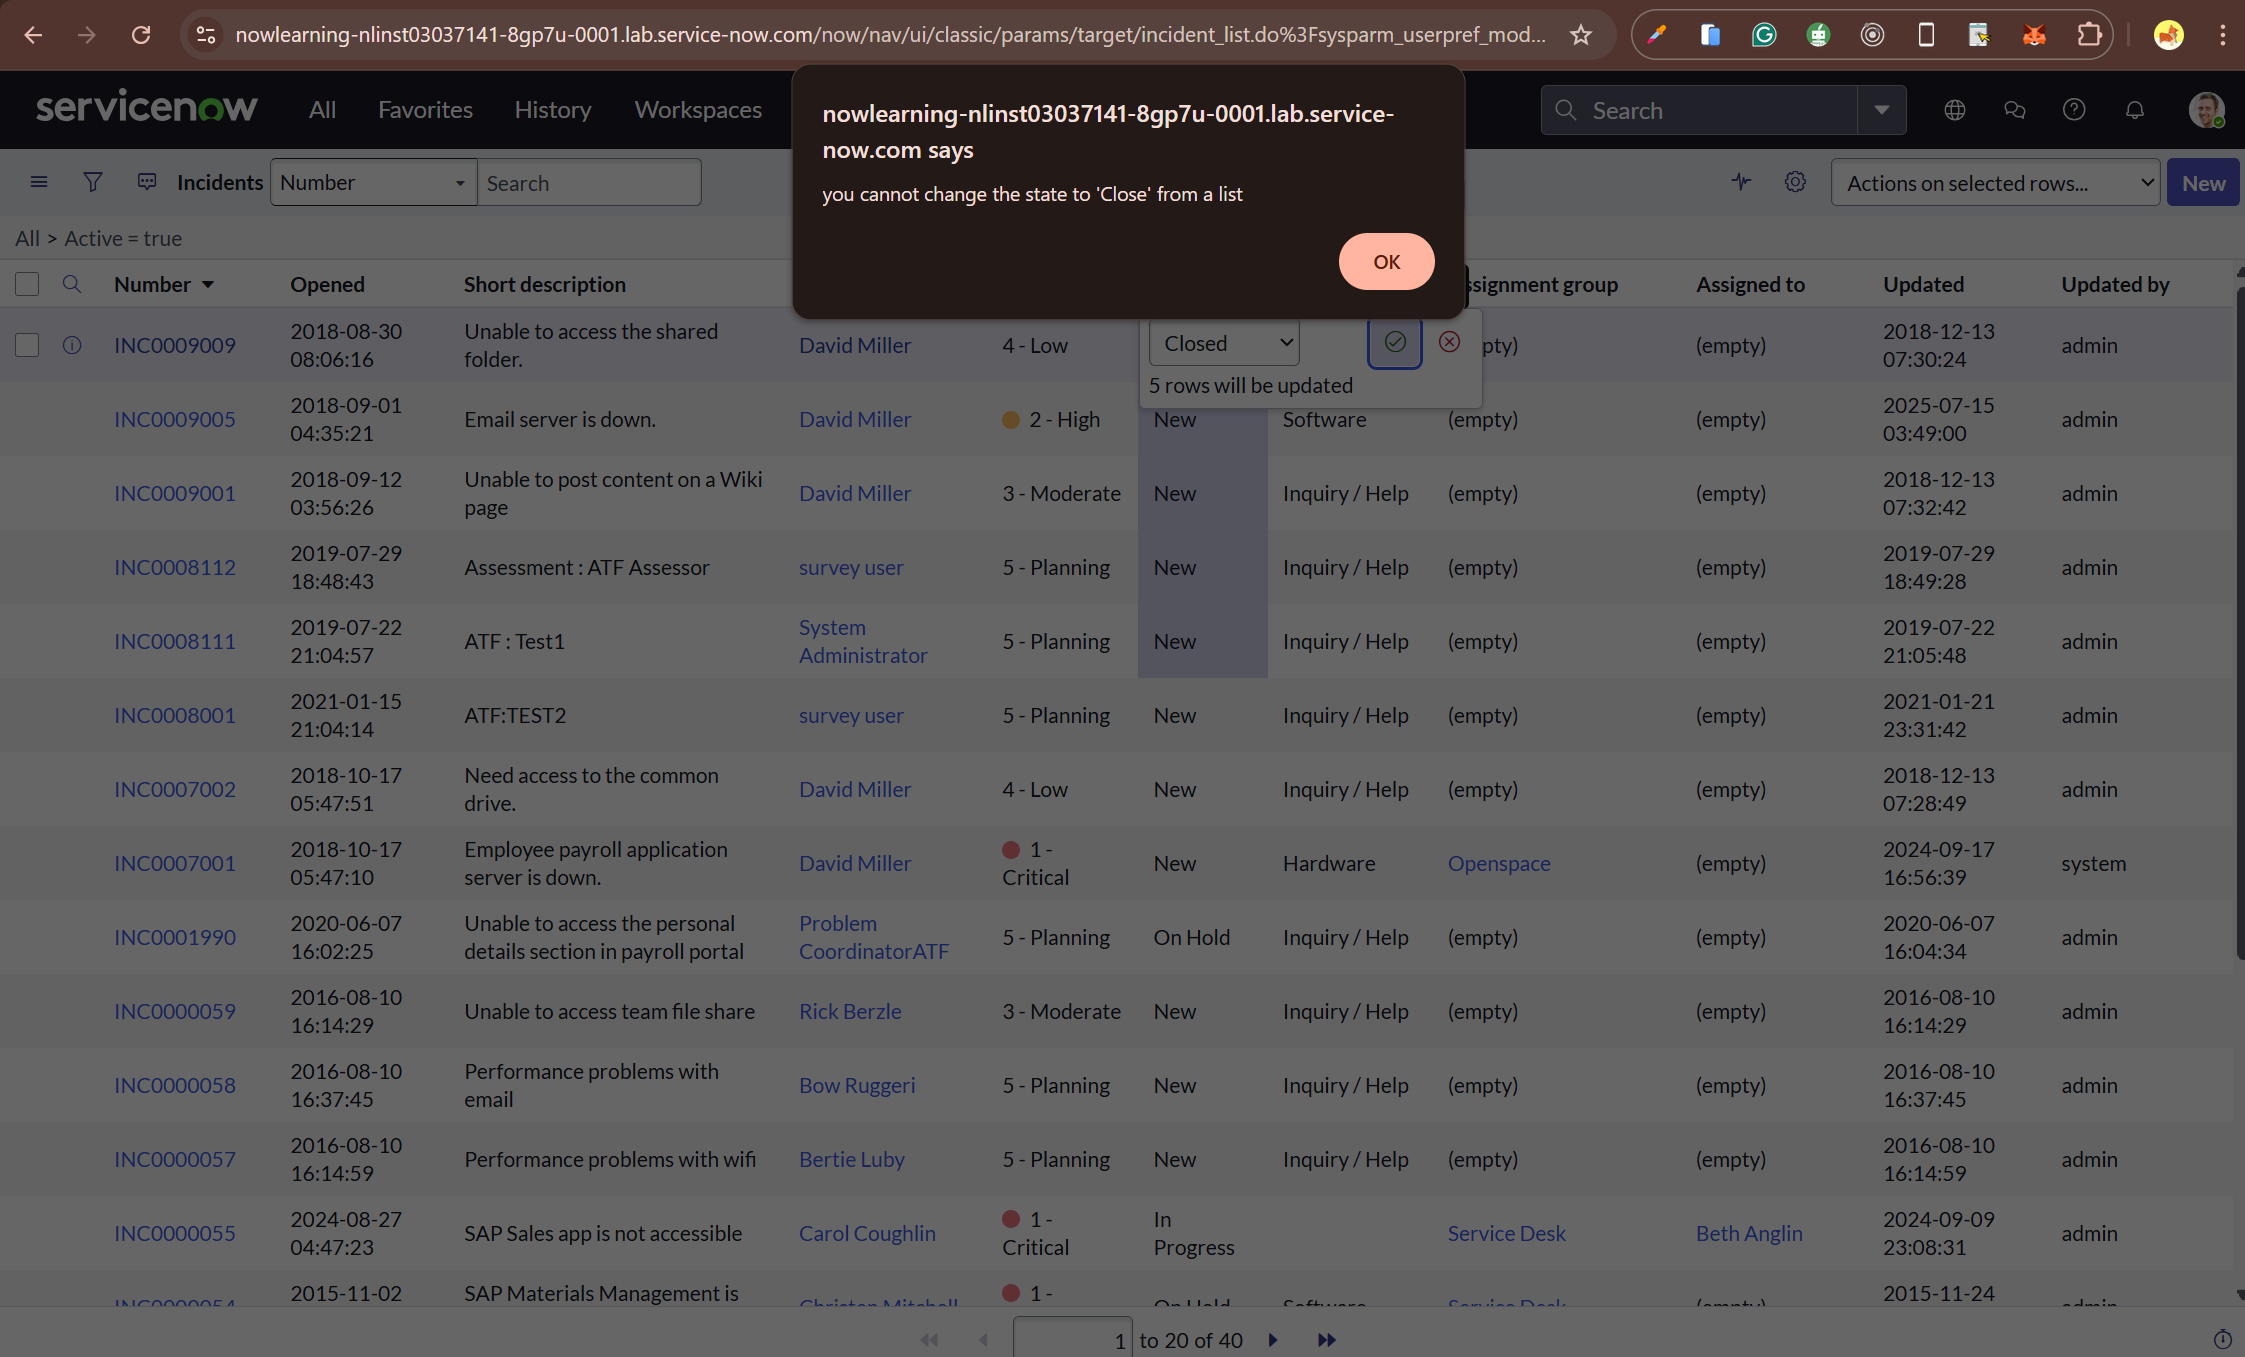 nowlearning-nlinst03037141-8gp7u-0001.lab.service-now.com/now/nav/ui/classic/params/target/incident_list.do%3Fsysparm_userpref_mod...
servicenow All Favorites History Workspaces Search
nowlearning-nlinst03037141-8gp7u-0001.lab.service-
now.com says
you cannot change the state to 'Close' from a list
OK
Incidents Number Search Actions on selected rows... New
All > Active = true
Number Opened Short description ssignment group Assigned to Updated Updated by
INC0009009 2018-08-30 08:06:16 Unable to access the shared folder. David Miller 4 - Low Closed pty) (empty) 2018-12-13 07:30:24 admin
5 rows will be updated
INC0009005 2018-09-01 04:35:21 Email server is down. David Miller 2 - High New Software (empty) (empty) 2025-07-15 03:49:00 admin
INC0009001 2018-09-12 03:56:26 Unable to post content on a Wiki page David Miller 3 - Moderate New Inquiry / Help (empty) (empty) 2018-12-13 07:32:42 admin
INC0008112 2019-07-29 18:48:43 Assessment : ATF Assessor survey user 5 - Planning New Inquiry / Help (empty) (empty) 2019-07-29 18:49:28 admin
INC0008111 2019-07-22 21:04:57 ATF : Test1 System Administrator 5 - Planning New Inquiry / Help (empty) (empty) 2019-07-22 21:05:48 admin
INC0008001 2021-01-15 21:04:14 ATF:TEST2 survey user 5 - Planning New Inquiry / Help (empty) (empty) 2021-01-21 23:31:42 admin
INC0007002 2018-10-17 05:47:51 Need access to the common drive. David Miller 4 - Low New Inquiry / Help (empty) (empty) 2018-12-13 07:28:49 admin
INC0007001 2018-10-17 05:47:10 Employee payroll application server is down. David Miller 1 - Critical New Hardware Openspace (empty) 2024-09-17 16:56:39 system
INC0001990 2020-06-07 16:02:25 Unable to access the personal details section in payroll portal Problem CoordinatorATF 5 - Planning On Hold Inquiry / Help (empty) (empty) 2020-06-07 16:04:34 admin
INC0000059 2016-08-10 16:14:29 Unable to access team file share Rick Berzle 3 - Moderate New Inquiry / Help (empty) (empty) 2016-08-10 16:14:29 admin
INC0000058 2016-08-10 16:37:45 Performance problems with email Bow Ruggeri 5 - Planning New Inquiry / Help (empty) (empty) 2016-08-10 16:37:45 admin
INC0000057 2016-08-10 16:14:59 Performance problems with wifi Bertie Luby 5 - Planning New Inquiry / Help (empty) (empty) 2016-08-10 16:14:59 admin
INC0000055 2024-08-27 04:47:23 SAP Sales app is not accessible Carol Coughlin 1 - Critical In Progress Service Desk Beth Anglin 2024-09-09 23:08:31 admin
INC0000054 2015-11-02 SAP Materials Management is Christen Mitchell 1 - On Hold Software Service Desk (empty) 2015-11-24 admin
1 to 20 of 40